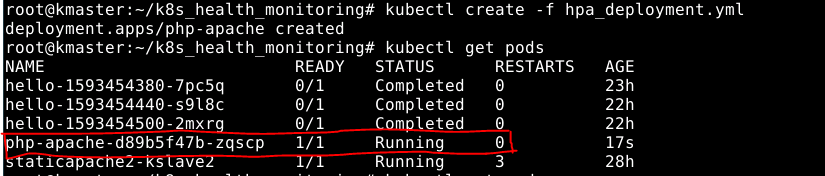 root@kmaster:~/k8s_health_monitoring# kubectl create -f hpa_deployment.yml
deployment.apps/php-apache created
root@kmaster:~/k8s_health_monitoring# kubectl get pods
NAME READY STATUS RESTARTS AGE
hello-1593454380-7pc5q 0/1 Completed 0 23h
hello-1593454440-s9l8c 0/1 Completed 0 22h
hello-1593454500-2mxrg 0/1 Completed 0 22h
php-apache-d89b5f47b-zqscp 1/1 Running 0 17s
staticapache2-kslave2 1/1 Running 3 28h